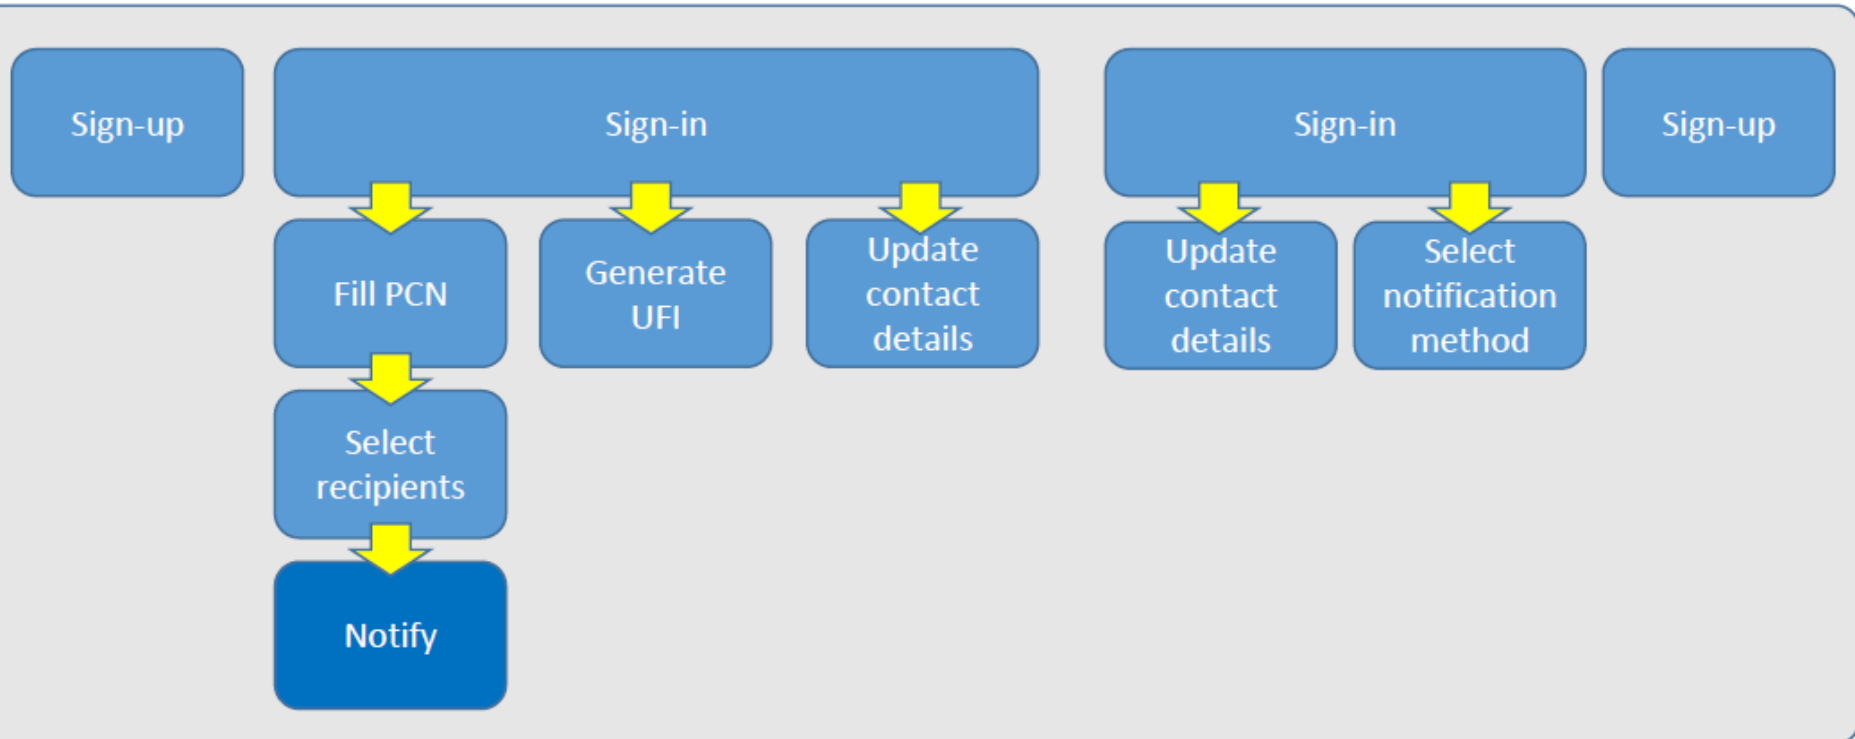 Sign-up
Sign-in
Sign-in
Sign-up
Fill PCN
Generate
UFI
Update
contact
details
Update
contact
details
Select
notification
method
Select
recipients
Notify